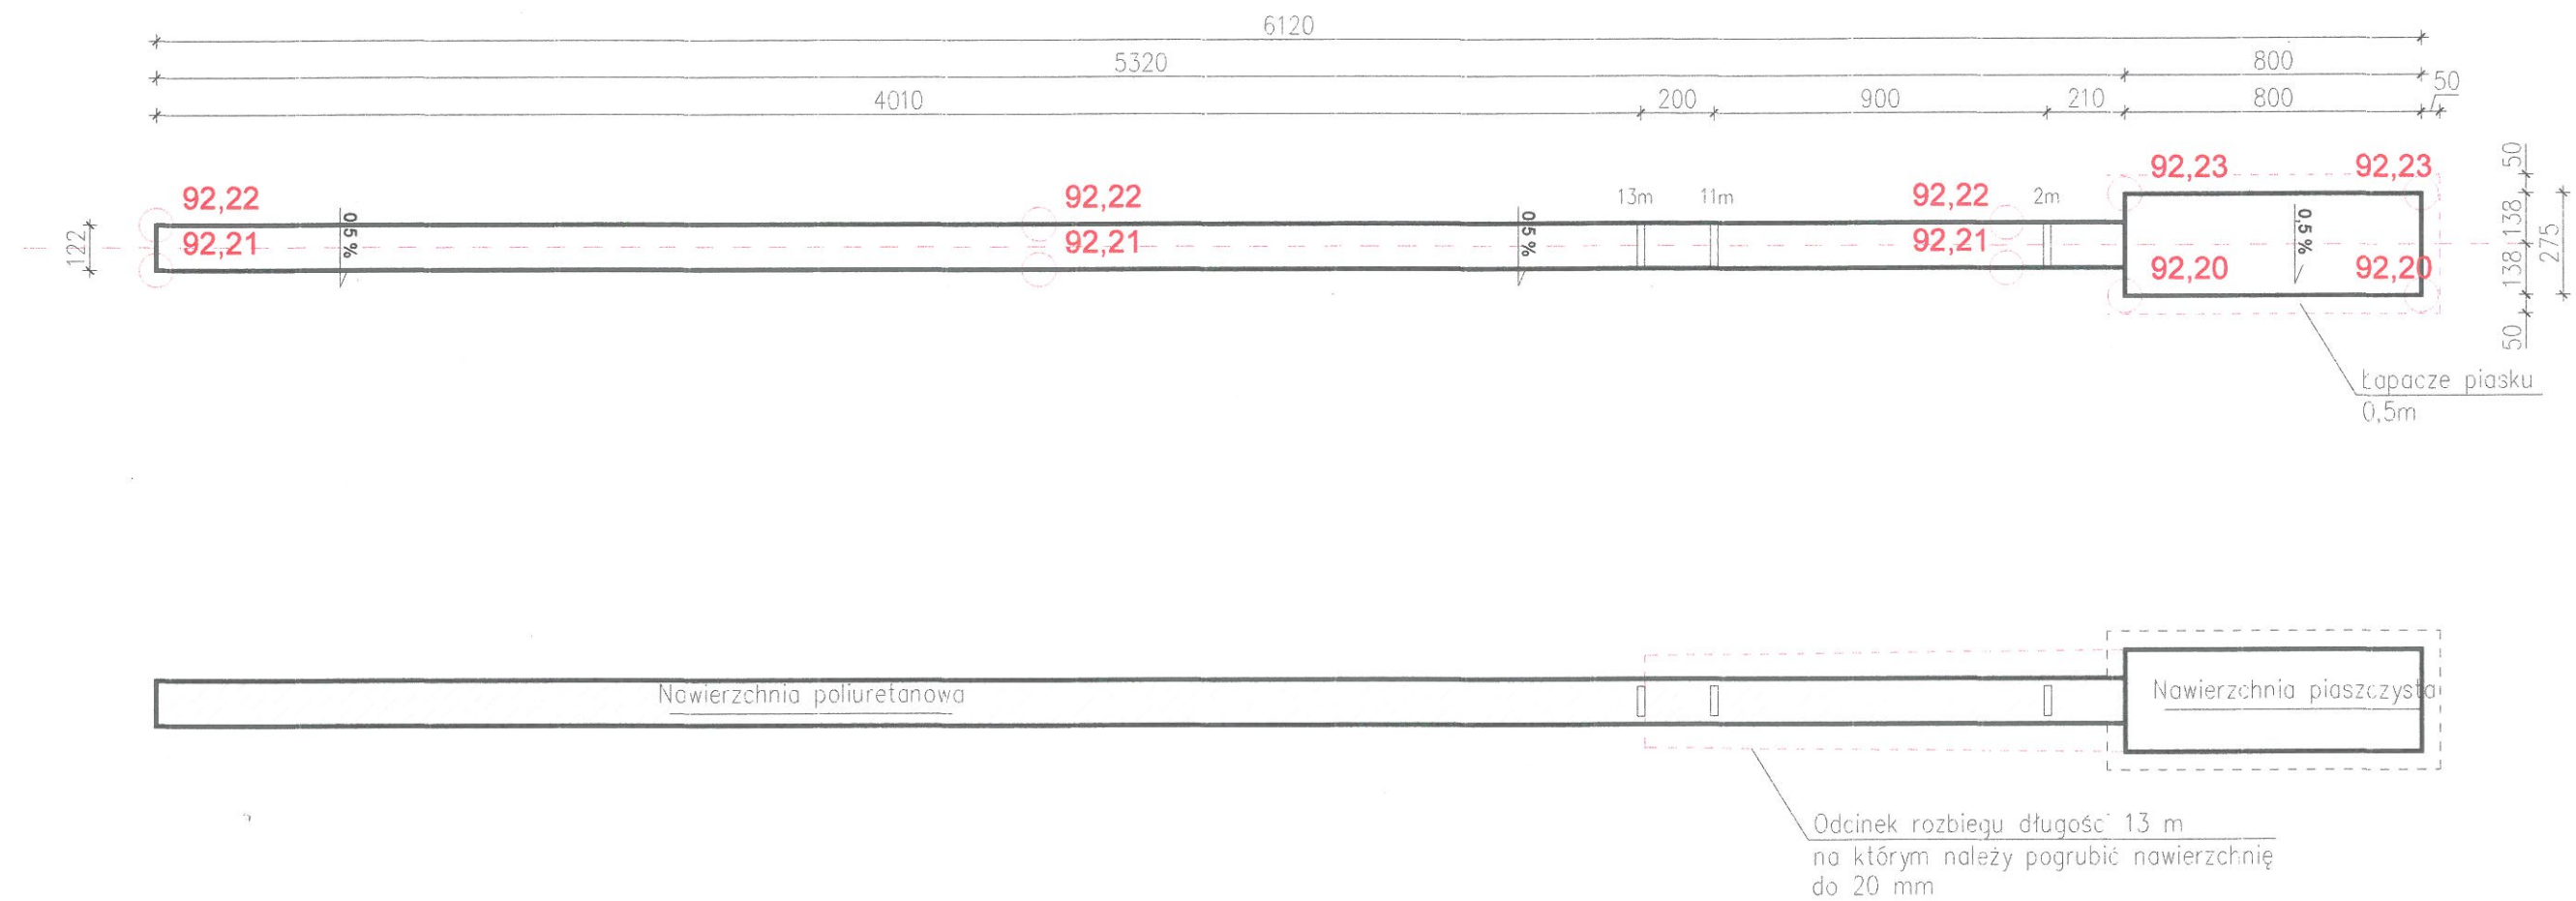 6120
5320 800
50
4010 200 900 210 800
92,23 92,23 50
92,22 92,22 92,22 13m 11m 2m
138
122 0,5 % 0,5 % 0,5 % 275
92,21 92,21 92,21
138
92,20 92,20
50
Łapacze piasku
0,5m
Nawierzchnia poliuretanowa Nawierzchnia piaszczysta
Odcinek rozbiegu długość 13 m
na którym należy pogrubić nawierzchnię
do 20 mm